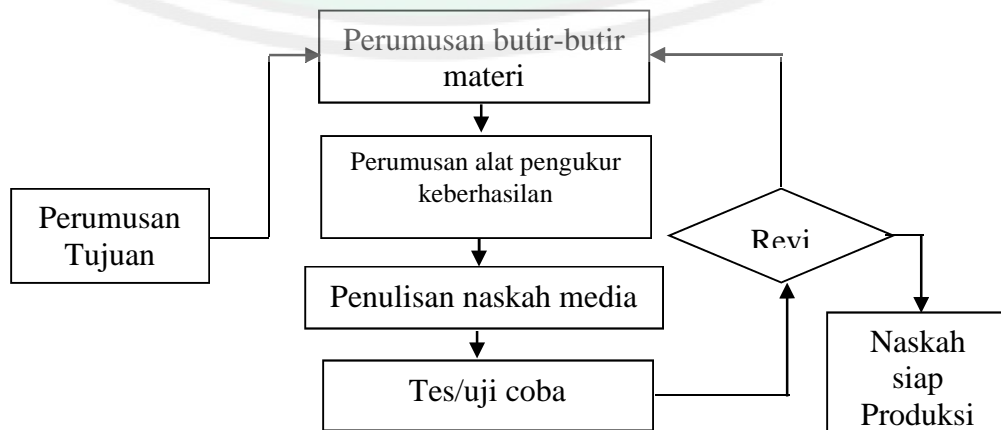 Perumusan butir-butir
materi
Perumusan alat pengukur
keberhasilan
Perumusan
Tujuan
Revi
Penulisan naskah media
Tes/uji coba
Naskah
siap
Produksi